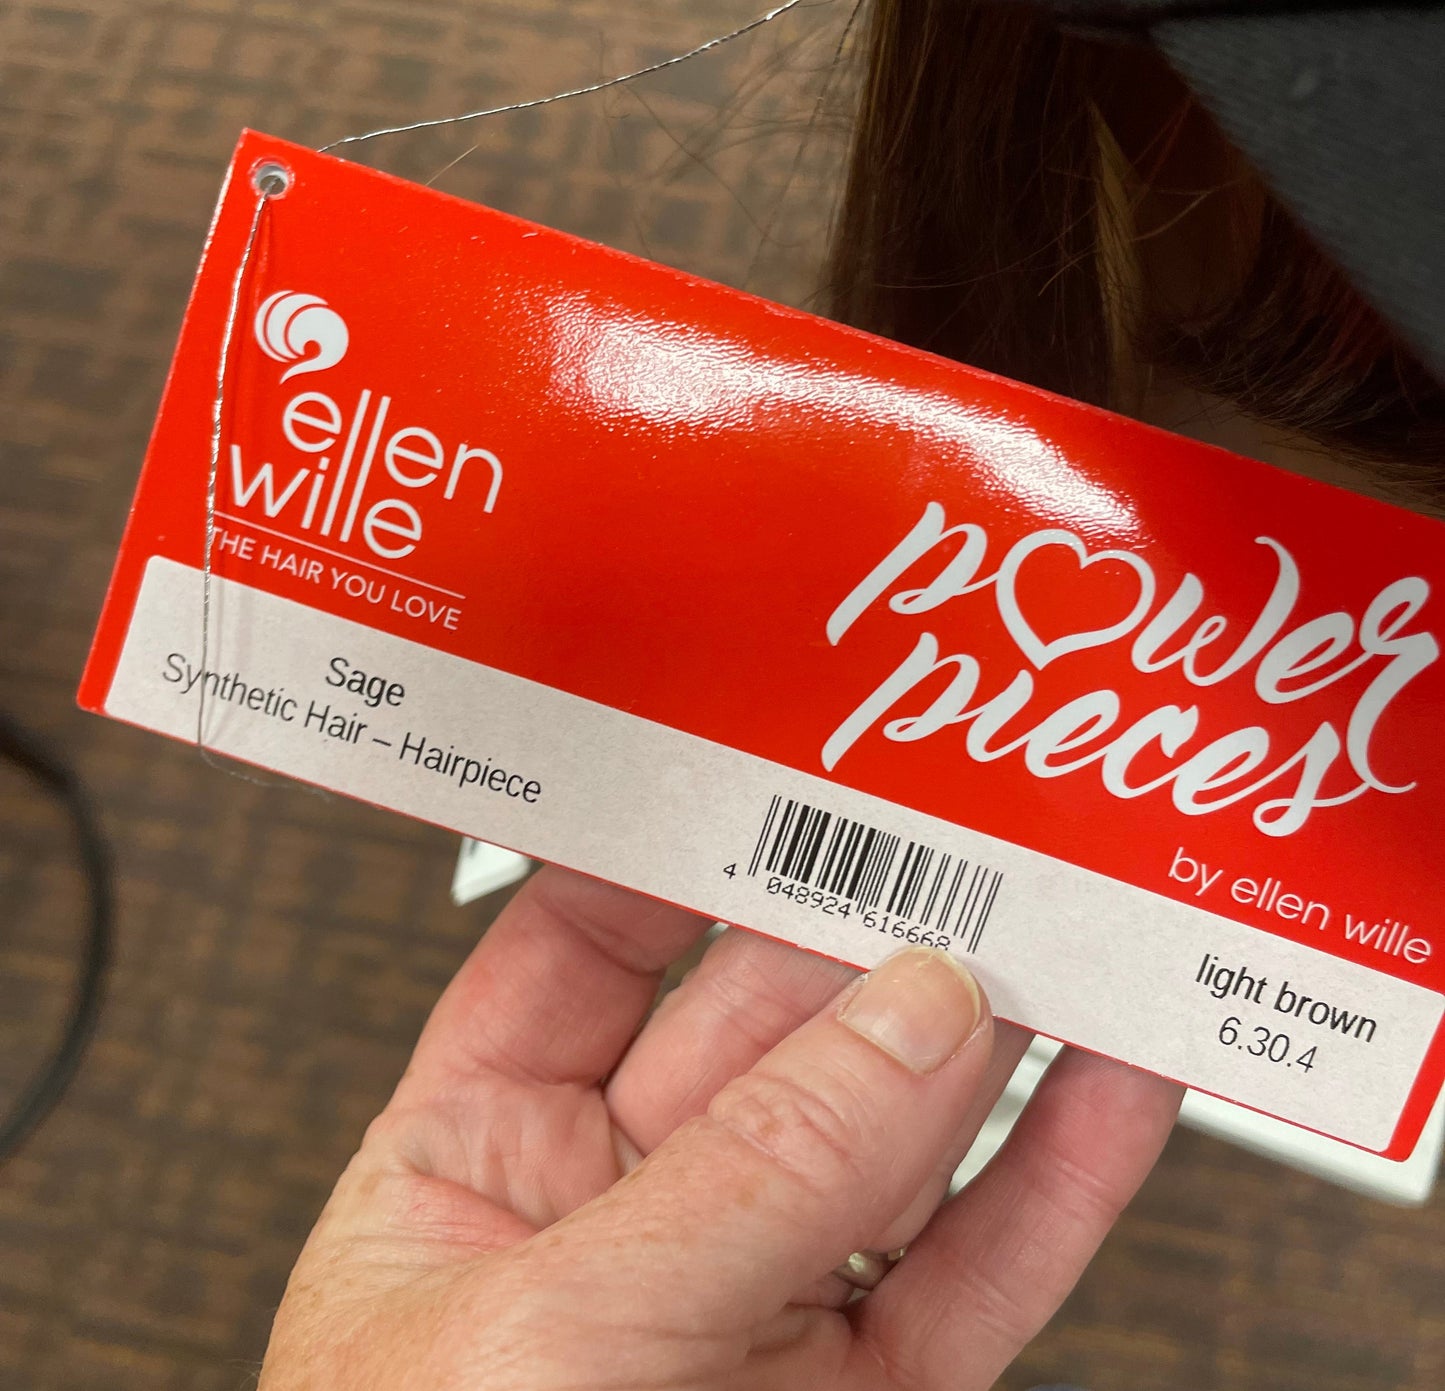 ellen
wille
THE HAIR YOU LOVE
power
pieces
by ellen wille
Sage
Synthetic Hair – Hairpiece
4 048924 616668
light brown
6.30.4